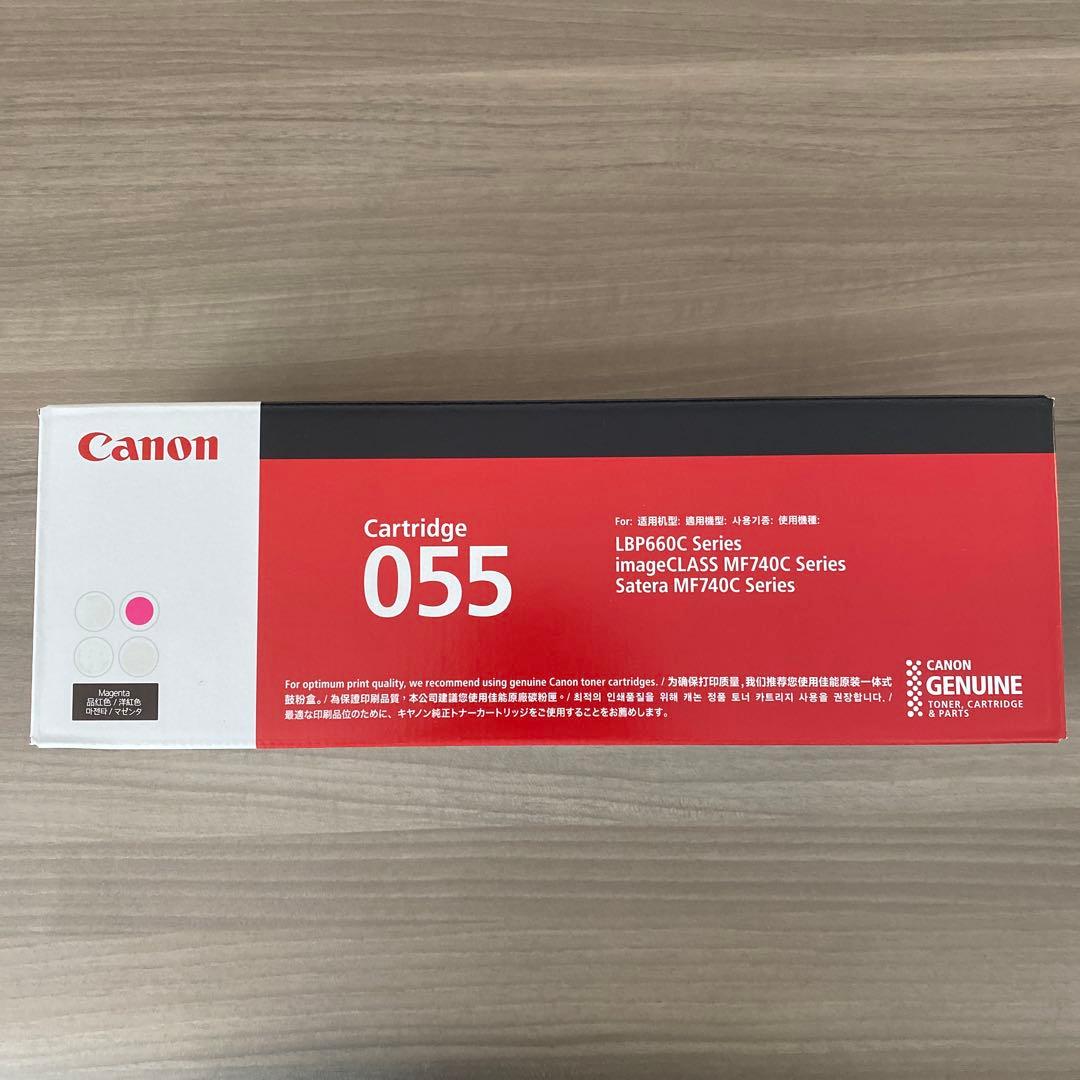 Canon
Cartridge
055
For: 适用机型: 適用機型: 사용기종: 使用機種:
LBP660C Series
imageCLASS MF740C Series
Satera MF740C Series
Magenta
品红色 / 洋紅色
마젠타 / マゼンタ
For optimum print quality, we recommend using genuine Canon toner cartridges. / 为确保打印质量,我们推荐您使用佳能原装一体式
鼓粉盒。/ 為保證印刷品質,本公司建議您使用佳能原廠碳粉匣。/ 최적의 인쇄품질을 위해 캐논 정품 토너 카트리지 사용을 권장합니다. /
最適な印刷品位のために、キヤノン純正トナーカートリッジをご使用することをお薦めします。
CANON
GENUINE
TONER, CARTRIDGE
& PARTS